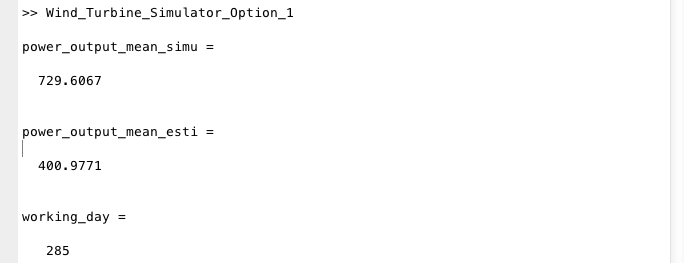 >> Wind_Turbine_Simulator_Option_1
power_output_mean_simu =
729.6067
power_output_mean_esti =
400.9771
working_day =
285